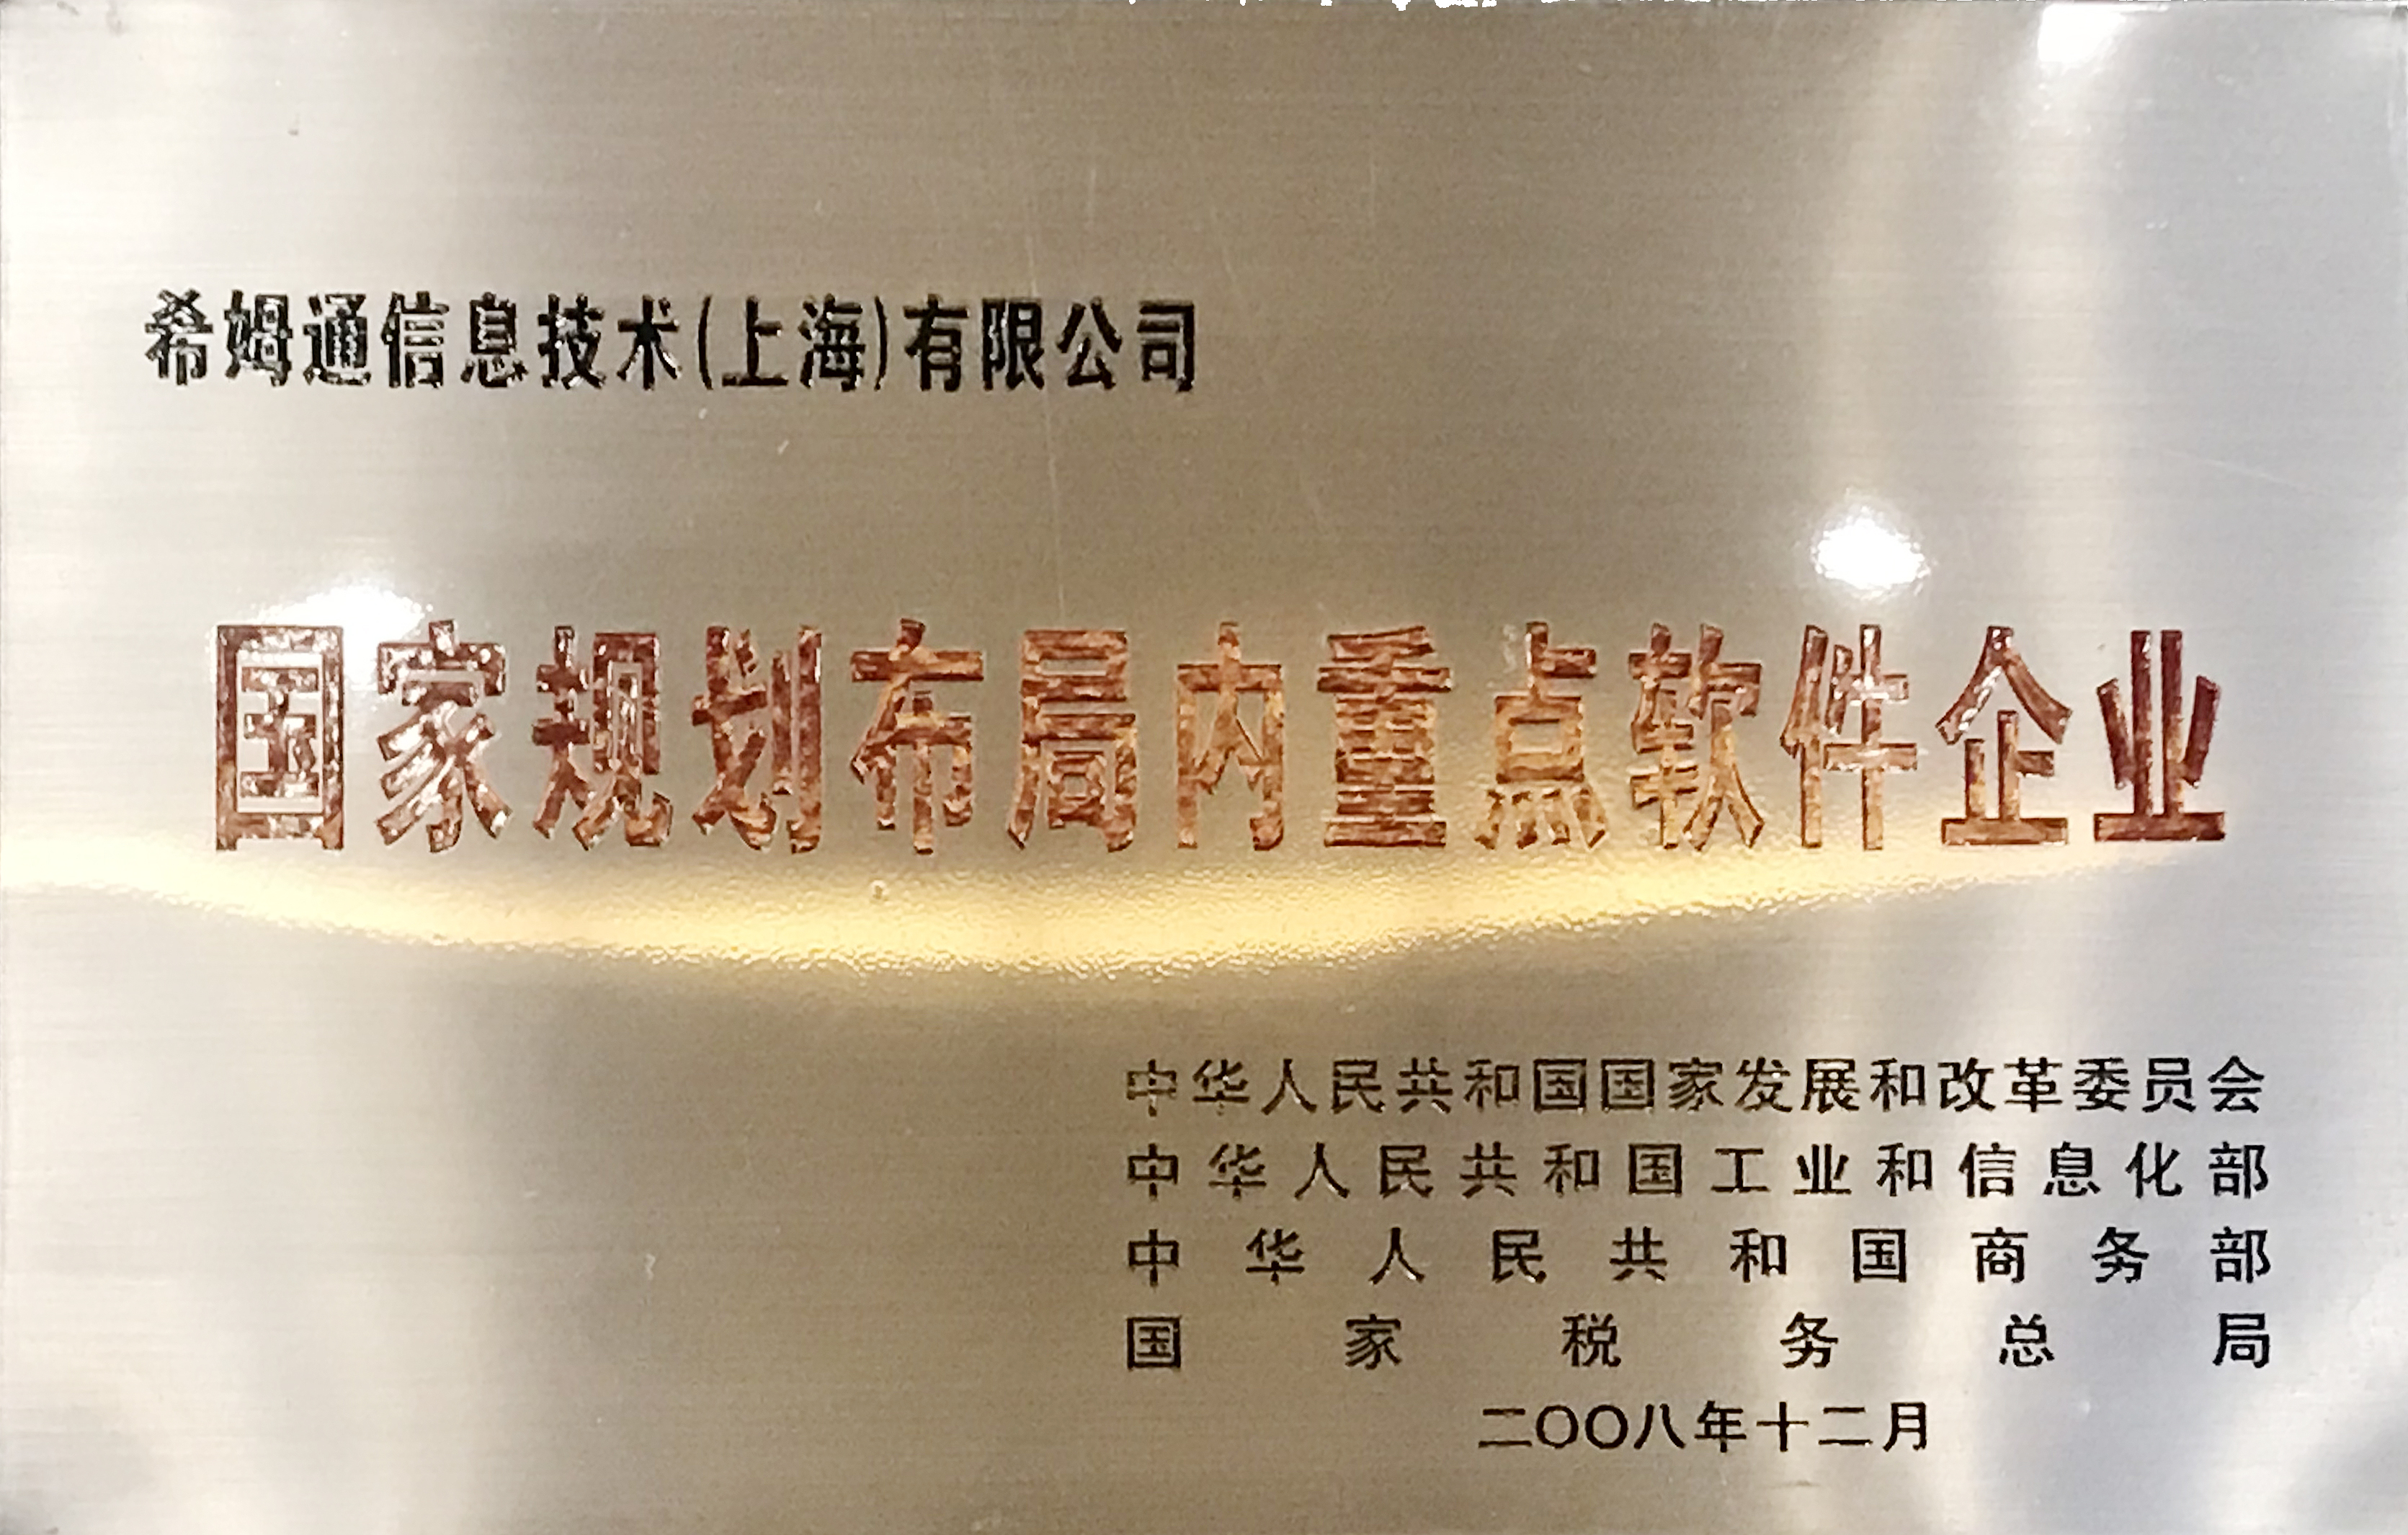 希姆通信息技术(上海)有限公司
国家规划布局内重点软件企业
中华人民共和国国家发展和改革委员会
中华人民共和国工业和信息化部
中华人民共和国商务部
国家税务总局
二〇〇八年十二月